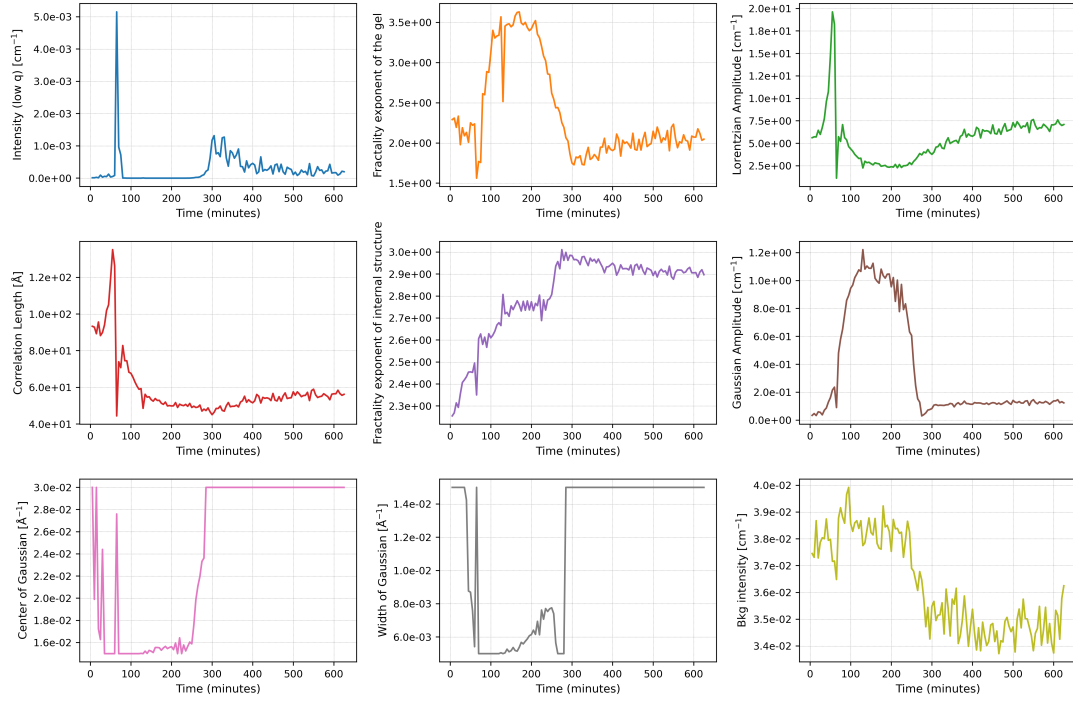 Intensity (low q) [cm⁻¹]
5.0e-03
4.0e-03
3.0e-03
2.0e-03
1.0e-03
0.0e+00
0 100 200 300 400 500 600
Time (minutes)
Fractality exponent of the gel
3.5e+00
3.0e+00
2.5e+00
2.0e+00
1.5e+00
0 100 200 300 400 500 600
Time (minutes)
Lorentzian Amplitude [cm⁻¹]
2.0e+01
1.8e+01
1.5e+01
1.2e+01
1.0e+01
7.5e+00
5.0e+00
2.5e+00
0 100 200 300 400 500 600
Time (minutes)
Correlation Length [Å]
1.2e+02
1.0e+02
8.0e+01
6.0e+01
4.0e+01
0 100 200 300 400 500 600
Time (minutes)
Fractality exponent of internal structure
3.0e+00
2.9e+00
2.8e+00
2.7e+00
2.6e+00
2.5e+00
2.4e+00
2.3e+00
0 100 200 300 400 500 600
Time (minutes)
Gaussian Amplitude [cm⁻¹]
1.2e+00
1.0e+00
8.0e-01
6.0e-01
4.0e-01
2.0e-01
0.0e+00
0 100 200 300 400 500 600
Time (minutes)
Center of Gaussian [Å⁻¹]
3.0e-02
2.8e-02
2.6e-02
2.4e-02
2.2e-02
2.0e-02
1.8e-02
1.6e-02
0 100 200 300 400 500 600
Time (minutes)
Width of Gaussian [Å⁻¹]
1.4e-02
1.2e-02
1.0e-02
8.0e-03
6.0e-03
0 100 200 300 400 500 600
Time (minutes)
Bkg intensity [cm⁻¹]
4.0e-02
3.9e-02
3.8e-02
3.7e-02
3.6e-02
3.5e-02
3.4e-02
0 100 200 300 400 500 600
Time (minutes)